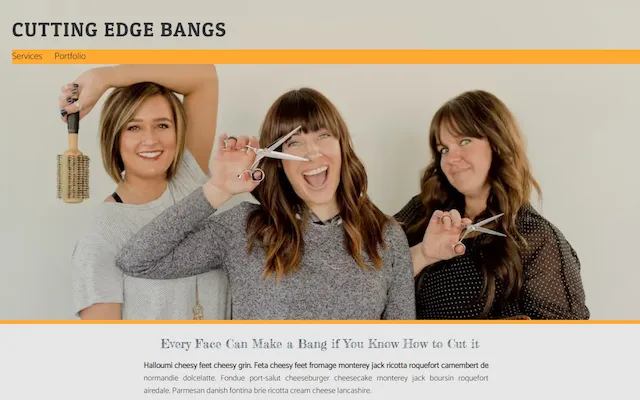 CUTTING EDGE BANGS
Services Portfolio
Every Face Can Make a Bang if You Know How to Cut it
Halloumi cheesy feet cheesy grin. Feta cheesy feet fromage monterey jack ricotta roquefort camembert de
normandie dolcelatte. Fondue port-salut cheeseburger cheesecake monterey jack boursin roquefort
airedale. Parmesan danish fontina brie ricotta cream cheese lancashire.